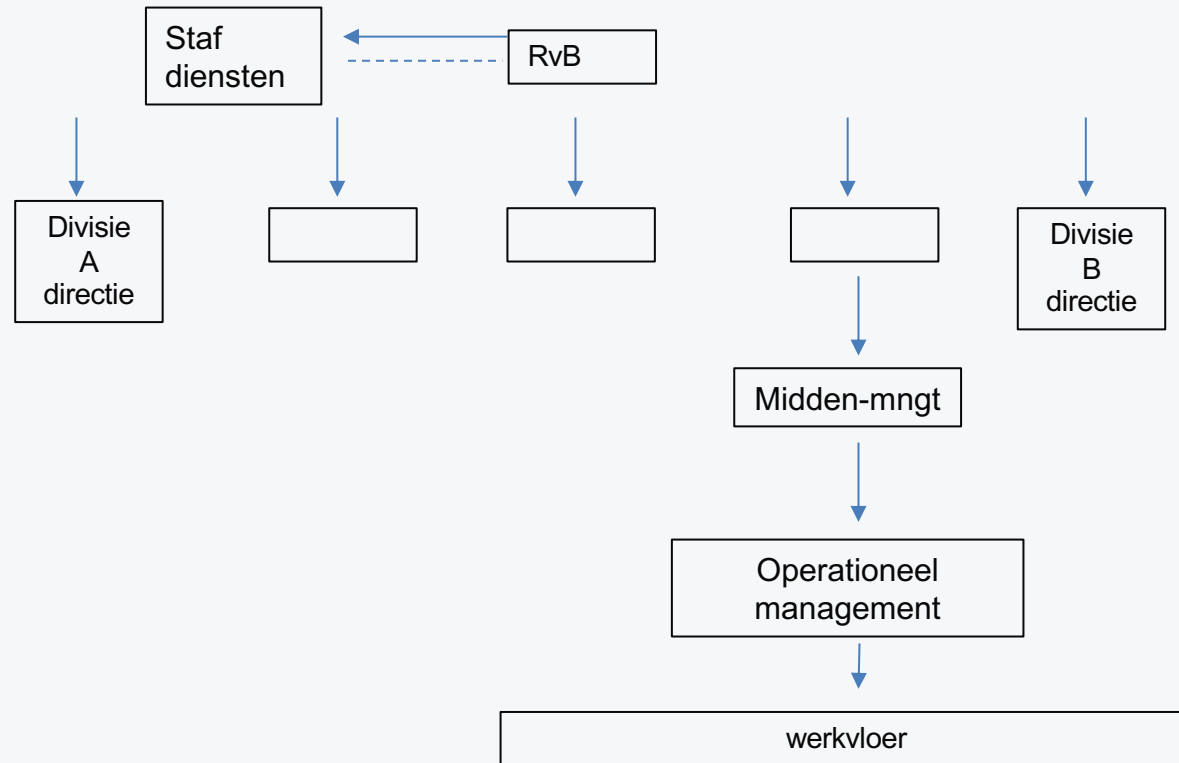 Staf
diensten
RvB
Divisie
A
directie
Divisie
B
directie
Midden-mngt
Operationeel
management
werkvloer